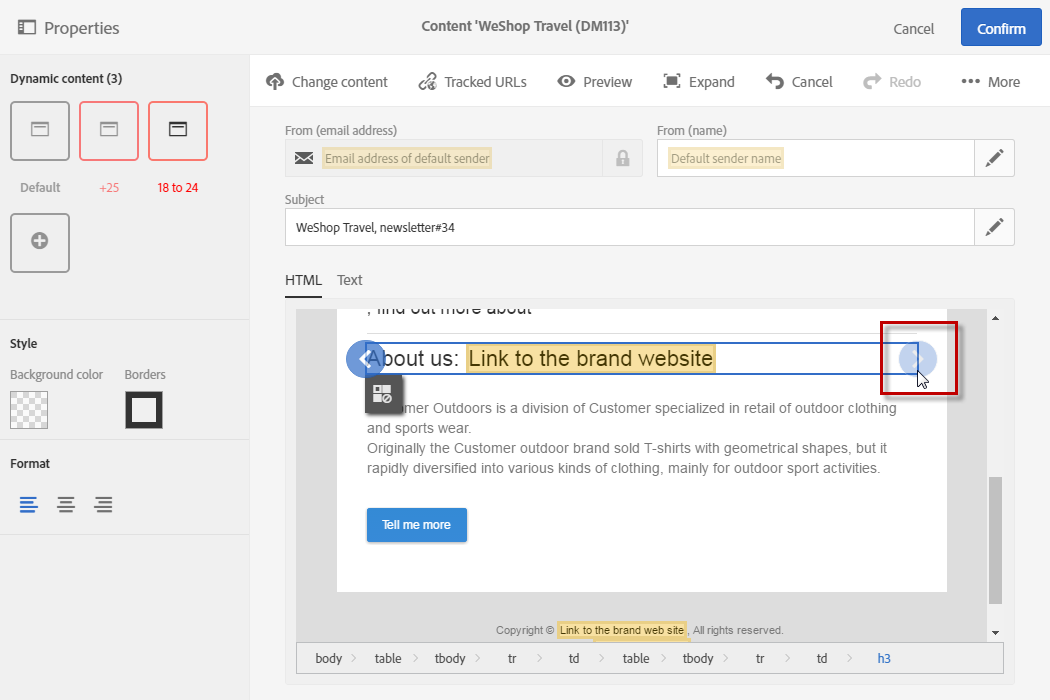 Properties
Content 'WeShop Travel (DM113)'
Cancel
Confirm
Dynamic content (3)
Default
+25
18 to 24
Style
Background color
Borders
Format
Change content
Tracked URLs
Preview
Expand
Cancel
Redo
More
From (email address)
Email address of default sender
From (name)
Default sender name
Subject
WeShop Travel, newsletter#34
HTML
Text
, find out more about
About us: Link to the brand website
omer Outdoors is a division of Customer specialized in retail of outdoor clothing
and sports wear.
Originally the Customer outdoor brand sold T-shirts with geometrical shapes, but it
rapidly diversified into various kinds of clothing, mainly for outdoor sport activities.
Tell me more
Copyright © Link to the brand web site , All rights reserved.
body
table
tbody
tr
td
table
tbody
tr
td
h3